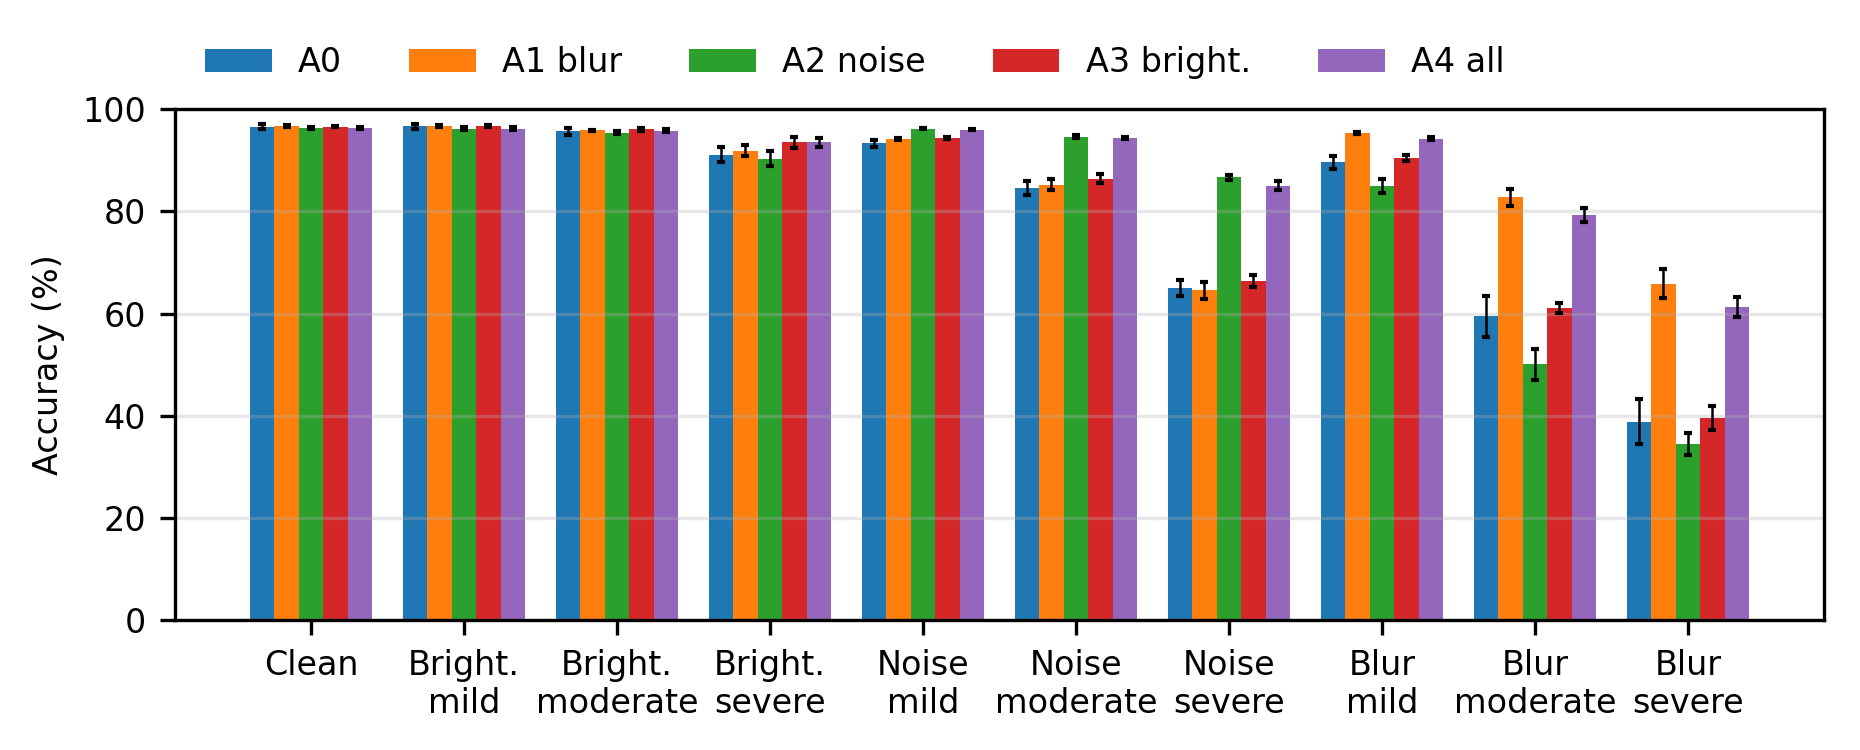 A0 A1 blur A2 noise A3 bright. A4 all
Accuracy (%)
100
80
60
40
20
0
Clean Bright. Bright. Bright. Noise Noise Noise Blur Blur Blur
mild moderate severe mild moderate severe mild moderate severe